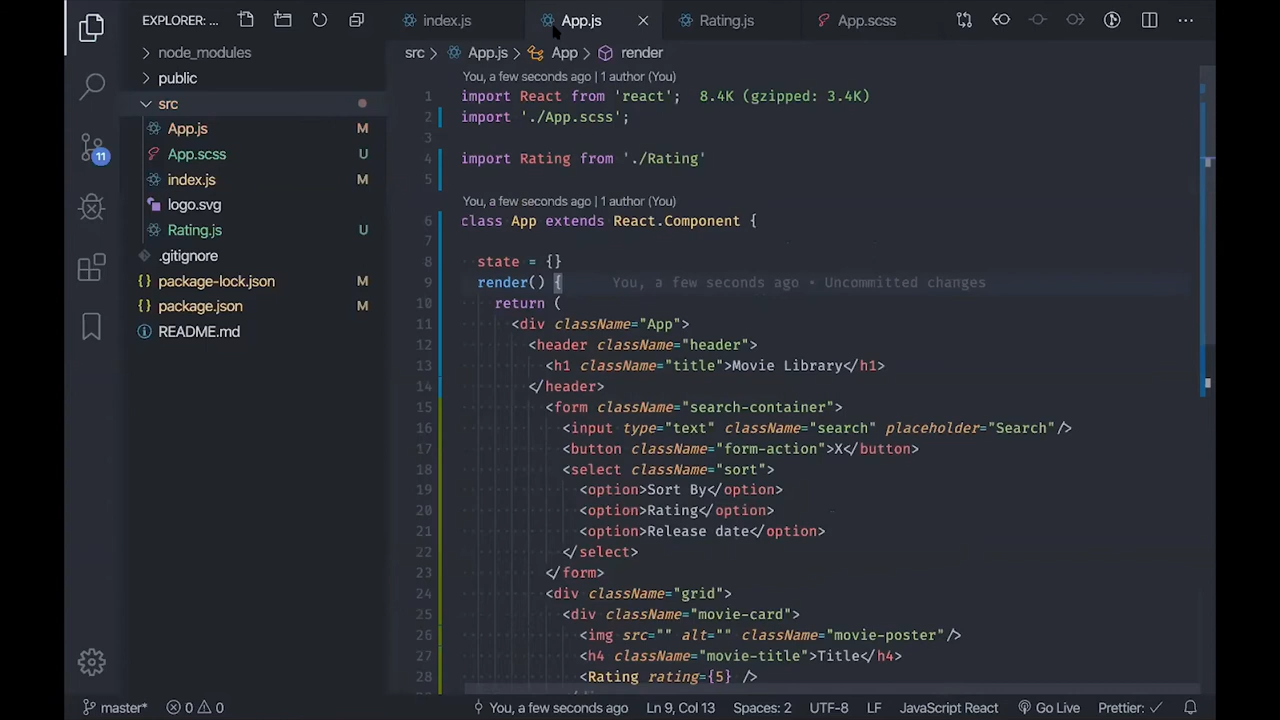 EXPLORER: ...
node_modules
public
src
App.js M
App.scss U
index.js M
logo.svg
Rating.js U
.gitignore
package-lock.json M
package.json M
README.md
11
index.js
App.js
Rating.js
App.scss
src > App.js > App > render
You, a few seconds ago | 1 author (You)
1 import React from 'react'; 8.4K (gzipped: 3.4K)
2 import './App.scss';
3
4 import Rating from './Rating'
5
You, a few seconds ago | 1 author (You)
6 class App extends React.Component {
7
8 state = {}
9 render() { You, a few seconds ago • Uncommitted changes
10 return (
11 <div className="App">
12 <header className="header">
13 <h1 className="title">Movie Library</h1>
14 </header>
15 <form className="search-container">
16 <input type="text" className="search" placeholder="Search"/>
17 <button className="form-action">X</button>
18 <select className="sort">
19 <option>Sort By</option>
20 <option>Rating</option>
21 <option>Release date</option>
22 </select>
23 </form>
24 <div className="grid">
25 <div className="movie-card">
26 <img src="" alt="" className="movie-poster"/>
27 <h4 className="movie-title">Title</h4>
28 <Rating rating={5} />
master* 0 0 You, a few seconds ago Ln 9, Col 13 Spaces: 2 UTF-8 LF JavaScript React Go Live Prettier: ✓